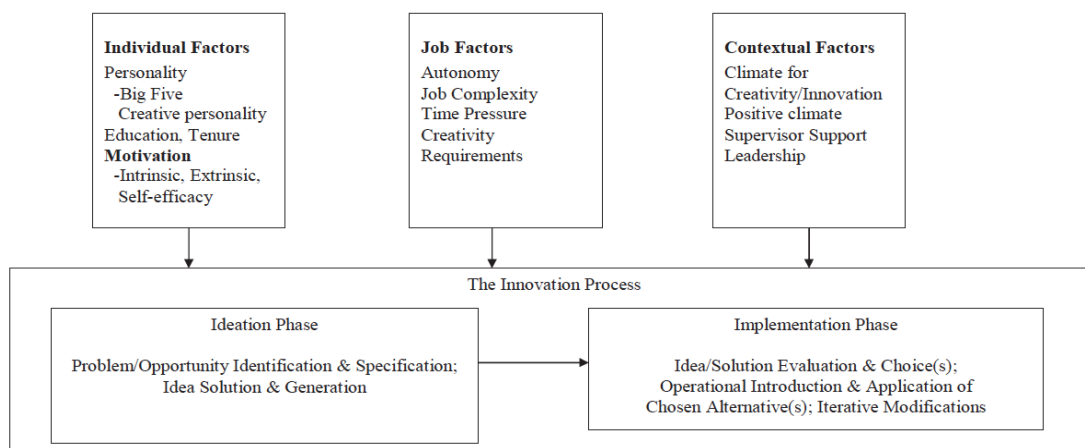 Individual Factors
Personality
-Big Five
Creative personality
Education, Tenure
Motivation
-Intrinsic, Extrinsic,
Self-efficacy
Job Factors
Autonomy
Job Complexity
Time Pressure
Creativity
Requirements
Contextual Factors
Climate for
Creativity/Innovation
Positive climate
Supervisor Support
Leadership
The Innovation Process
Ideation Phase
Problem/Opportunity Identification & Specification;
Idea Solution & Generation
Implementation Phase
Idea/Solution Evaluation & Choice(s);
Operational Introduction & Application of
Chosen Alternative(s); Iterative Modifications